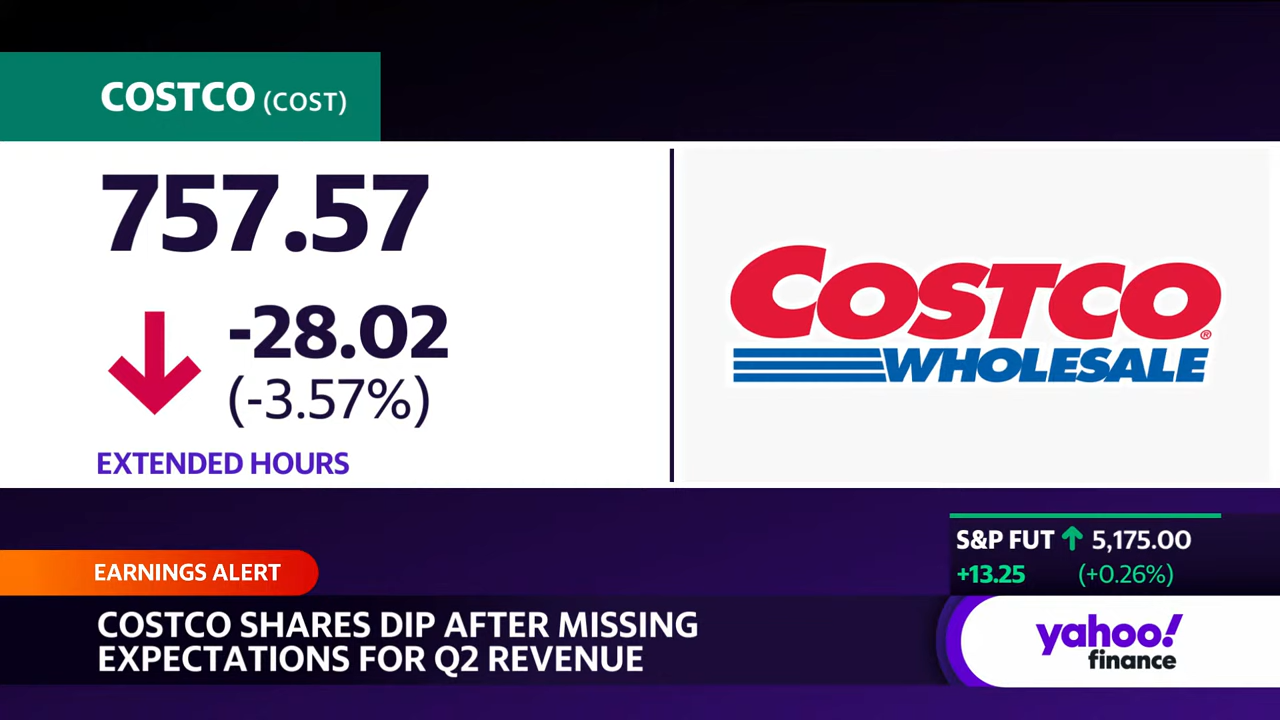 COSTCO (COST)
757.57
-28.02
(-3.57%)
EXTENDED HOURS
COSTCO
WHOLESALE
®
EARNINGS ALERT
COSTCO SHARES DIP AFTER MISSING
EXPECTATIONS FOR Q2 REVENUE
S&P FUT 5,175.00
+13.25 (+0.26%)
yahoo!
finance